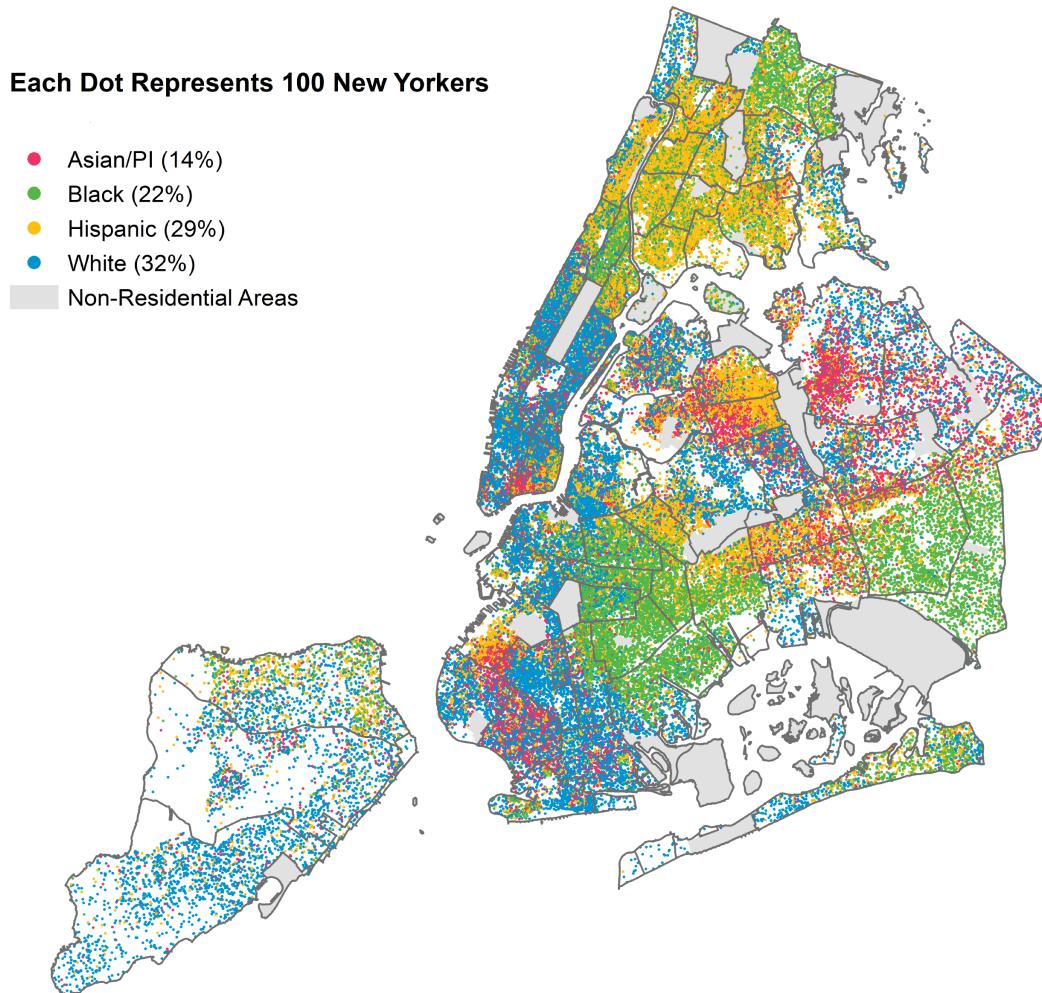 Each Dot Represents 100 New Yorkers
Asian/PI (14%)
Black (22%)
Hispanic (29%)
White (32%)
Non-Residential Areas